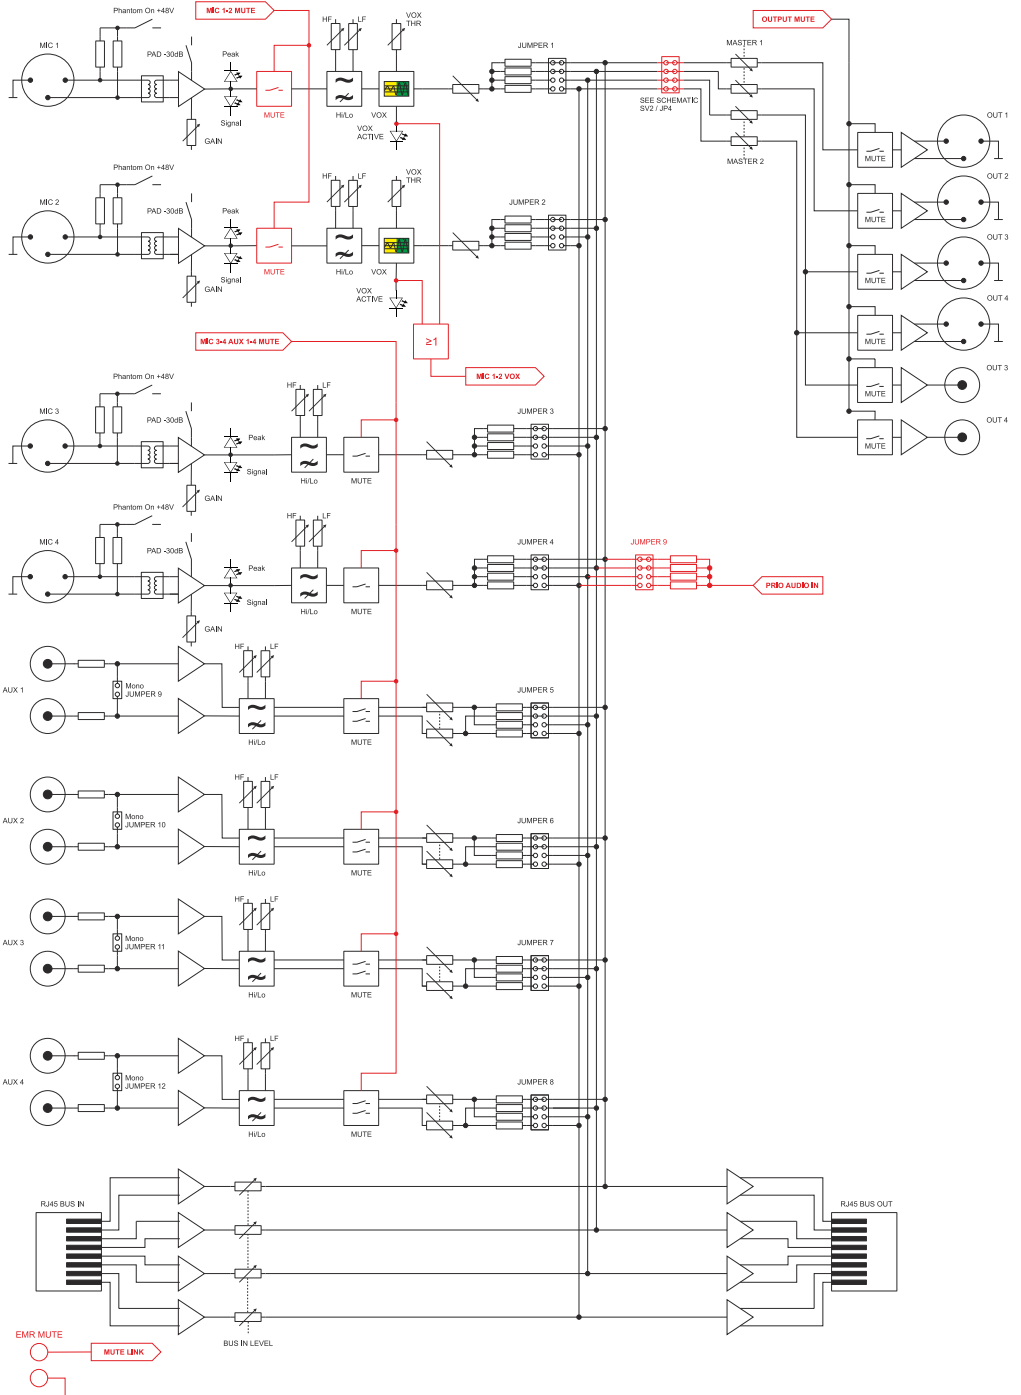 Phantom On +48V
MIC 1•2 MUTE
HF
LF
VOX
THR
OUTPUT MUTE
MIC 1
PAD -30dB
Peak
JUMPER 1
MASTER 1
Signal
MUTE
Hi/Lo
VOX
SEE SCHEMATIC
SV2 / JP4
GAIN
VOX
ACTIVE
MASTER 2
OUT 1
MUTE
Phantom On +48V
HF
LF
VOX
THR
OUT 2
MIC 2
PAD -30dB
Peak
JUMPER 2
MUTE
Signal
MUTE
Hi/Lo
VOX
OUT 3
GAIN
VOX
ACTIVE
MUTE
OUT 4
MIC 3•4 AUX 1•4 MUTE
≥1
MUTE
MIC 1•2 VOX
OUT 3
Phantom On +48V
HF
LF
MUTE
MIC 3
PAD -30dB
Peak
JUMPER 3
OUT 4
Signal
Hi/Lo
MUTE
MUTE
GAIN
Phantom On +48V
HF
LF
MIC 4
PAD -30dB
Peak
JUMPER 4
JUMPER 9
PRIO AUDIO IN
Signal
Hi/Lo
MUTE
GAIN
HF
LF
AUX 1
Mono
JUMPER 9
JUMPER 5
Hi/Lo
MUTE
HF
LF
AUX 2
Mono
JUMPER 10
JUMPER 6
Hi/Lo
MUTE
HF
LF
AUX 3
Mono
JUMPER 11
JUMPER 7
Hi/Lo
MUTE
HF
LF
AUX 4
Mono
JUMPER 12
JUMPER 8
Hi/Lo
MUTE
RJ45 BUS IN
RJ45 BUS OUT
BUS IN LEVEL
EMR MUTE
MUTE LINK